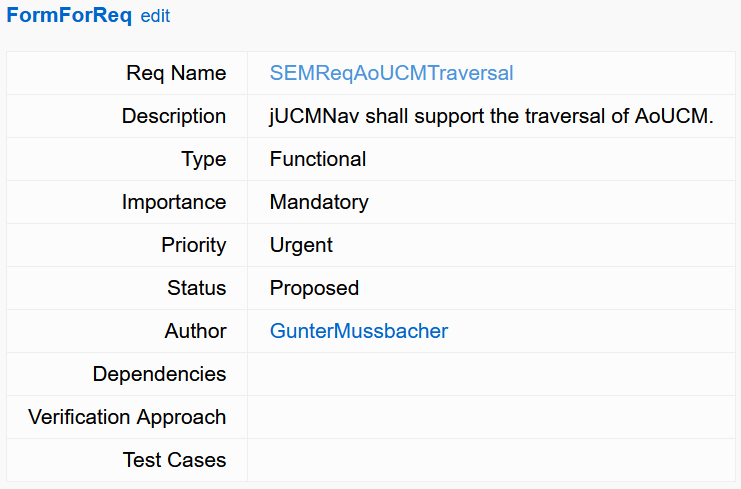 FormForReq edit
Req Name SEMReqAoUCMTraversal
Description jUCMNav shall support the traversal of AoUCM.
Type Functional
Importance Mandatory
Priority Urgent
Status Proposed
Author GunterMussbacher
Dependencies
Verification Approach
Test Cases